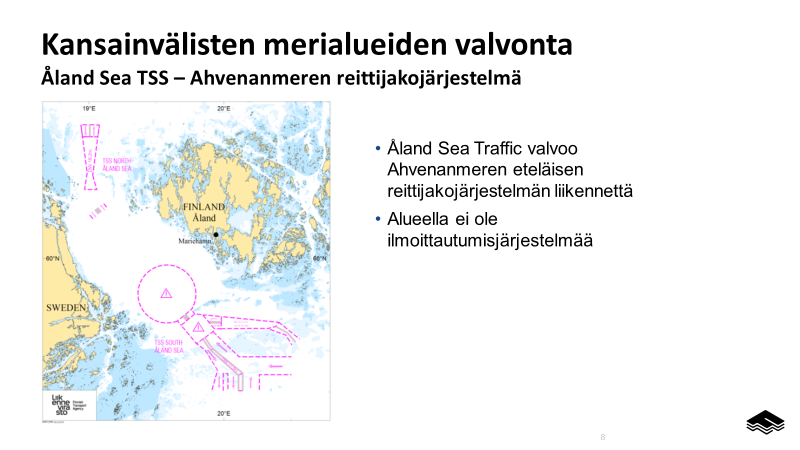 Kansainvälisten merialueiden valvonta
Åland Sea TSS – Ahvenanmeren reittijakojärjestelmä
19°E
20°E
TSS NORTH
ÅLAND SEA
FINLAND
Åland
Mariehamn
60°N
60°N
SWEDEN
TSS SOUTH
ÅLAND SEA
Liik
enne
vira
sto
Finnish
Transport
Agency
20°E
• Åland Sea Traffic valvoo
Ahvenanmeren eteläisen
reittijakojärjestelmän liikennettä
• Alueella ei ole
ilmoittautumisjärjestelmää
8